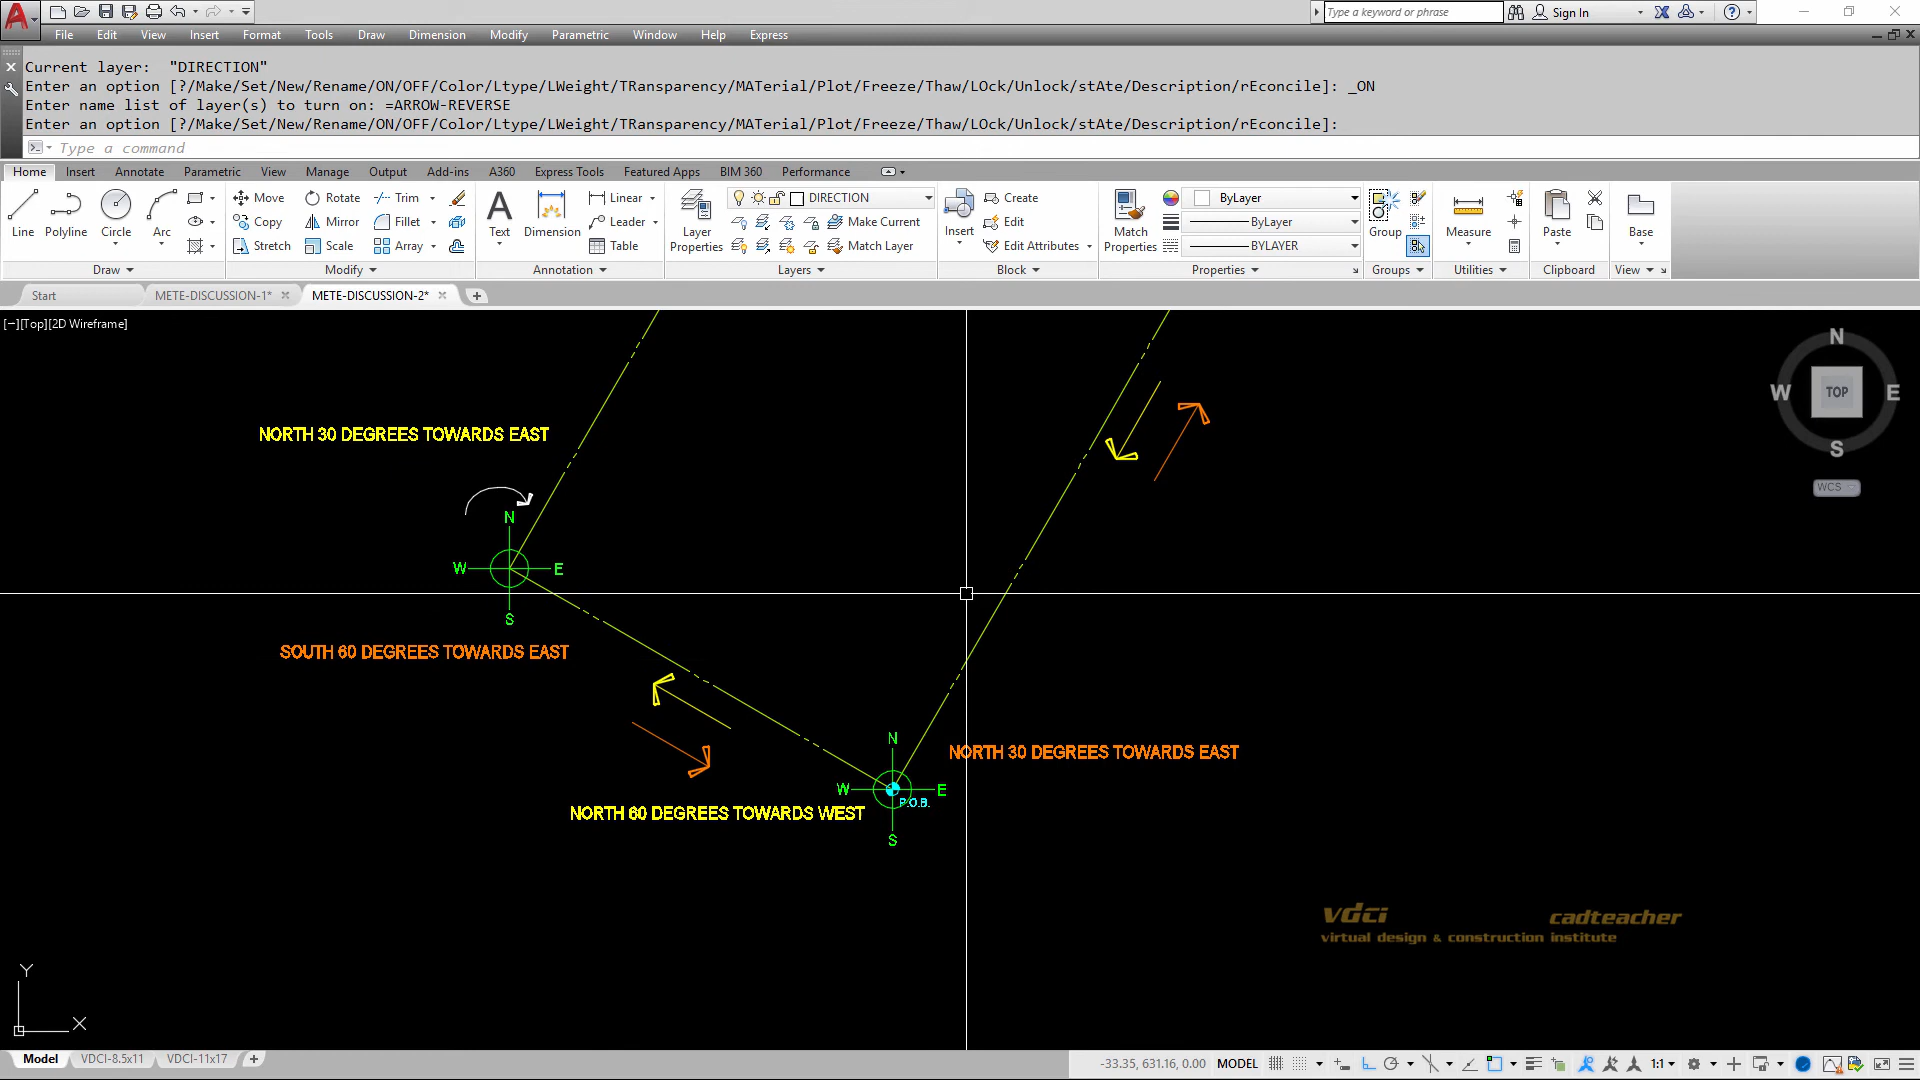 Type a keyword or phrase
Sign In
File Edit View Insert Format Tools Draw Dimension Modify Parametric Window Help Express
Current layer:  "DIRECTION"
Enter an option [?/Make/Set/New/Rename/ON/OFF/Color/Ltype/LWeight/TRansparency/MATerial/Plot/Freeze/Thaw/LOck/Unlock/stAte/Description/rEconcile]: _ON
Enter name list of layer(s) to turn on: =ARROW-REVERSE
Enter an option [?/Make/Set/New/Rename/ON/OFF/Color/Ltype/LWeight/TRansparency/MATerial/Plot/Freeze/Thaw/LOck/Unlock/stAte/Description/rEconcile]:
Type a command
Home Insert Annotate Parametric View Manage Output Add-ins A360 Express Tools Featured Apps BIM 360 Performance
Line
Polyline
Circle
Arc
Draw
Move
Rotate
Trim
Copy
Mirror
Fillet
Stretch
Scale
Array
Modify
Text
Dimension
Linear
Leader
Table
Annotation
Layer
Properties
DIRECTION
Make Current
Match Layer
Layers
Insert
Create
Edit
Edit Attributes
Block
Match
Properties
ByLayer
ByLayer
BYLAYER
Properties
Group
Groups
Measure
Utilities
Paste
Clipboard
Base
View
Start METE-DISCUSSION-1* METE-DISCUSSION-2*
[−][Top][2D Wireframe]
N
W TOP E
S
WCS
NORTH 30 DEGREES TOWARDS EAST
N
W E
S
SOUTH 60 DEGREES TOWARDS EAST
N
NORTH 30 DEGREES TOWARDS EAST
W E
P.O.B.
NORTH 60 DEGREES TOWARDS WEST
S
vdci cadteacher
virtual design & construction institute
Y
X
Model VDCI-8.5x11 VDCI-11x17
-33.35, 631.16, 0.00 MODEL 1:1